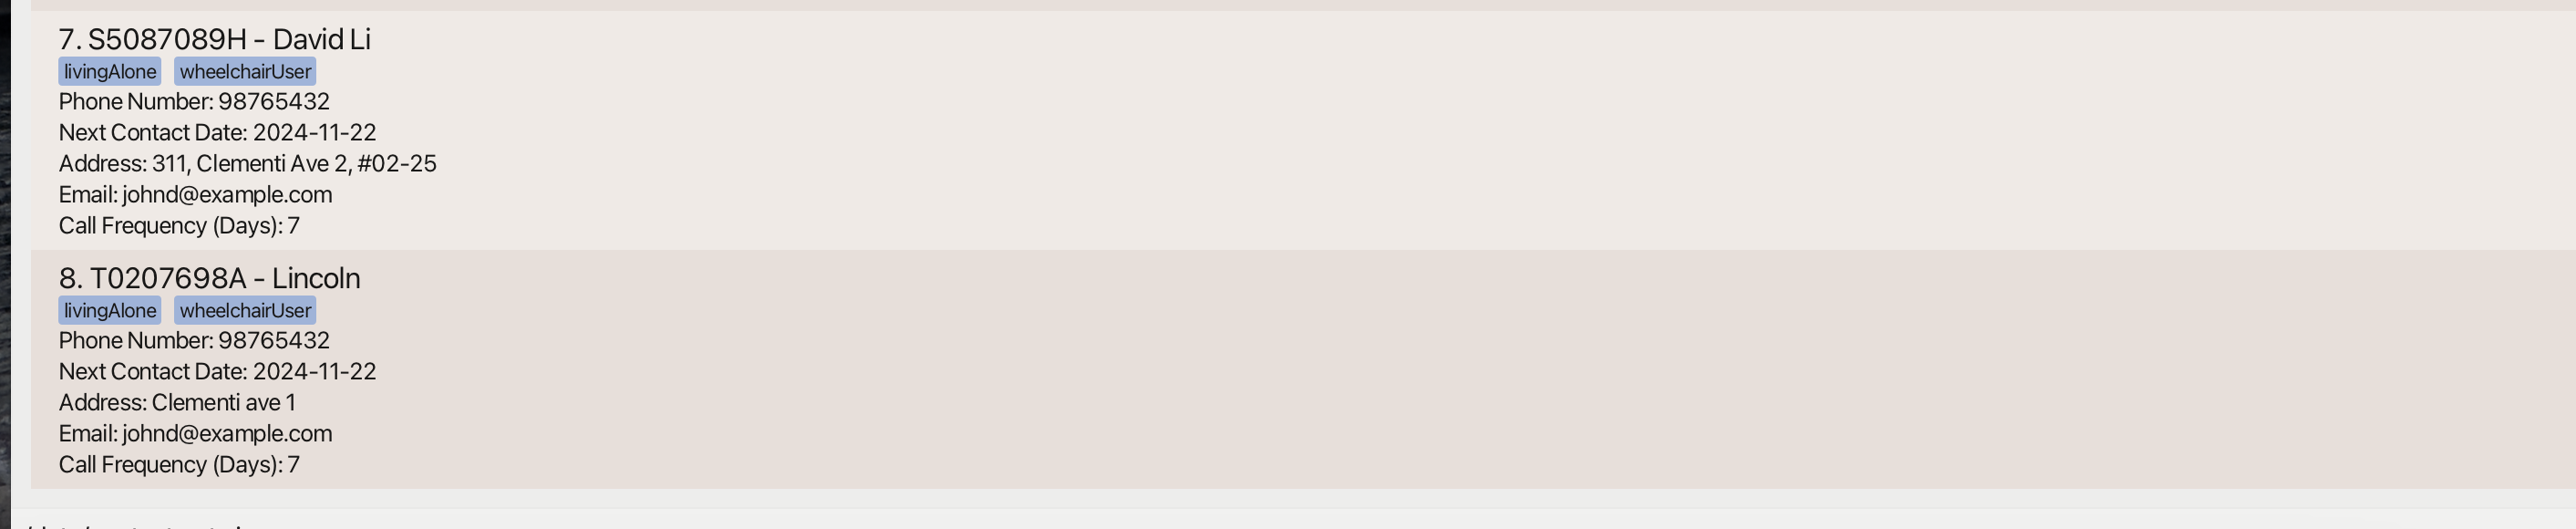 7. S5087089H - David Li
livingAlone wheelchairUser
Phone Number: 98765432
Next Contact Date: 2024-11-22
Address: 311, Clementi Ave 2, #02-25
Email: johnd@example.com
Call Frequency (Days): 7
8. T0207698A - Lincoln
livingAlone wheelchairUser
Phone Number: 98765432
Next Contact Date: 2024-11-22
Address: Clementi ave 1
Email: johnd@example.com
Call Frequency (Days): 7